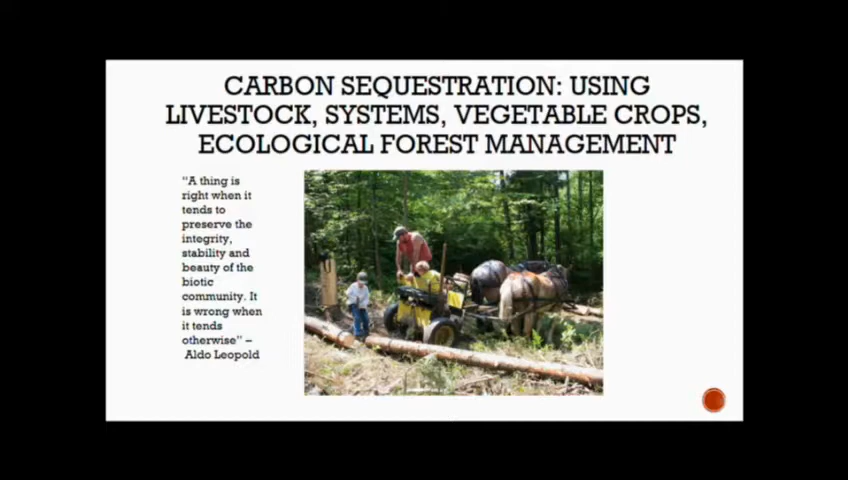 CARBON SEQUESTRATION: USING
LIVESTOCK, SYSTEMS, VEGETABLE CROPS,
ECOLOGICAL FOREST MANAGEMENT
"A thing is
right when it
tends to
preserve the
integrity,
stability and
beauty of the
biotic
community. It
is wrong when
it tends
otherwise" –
Aldo Leopold